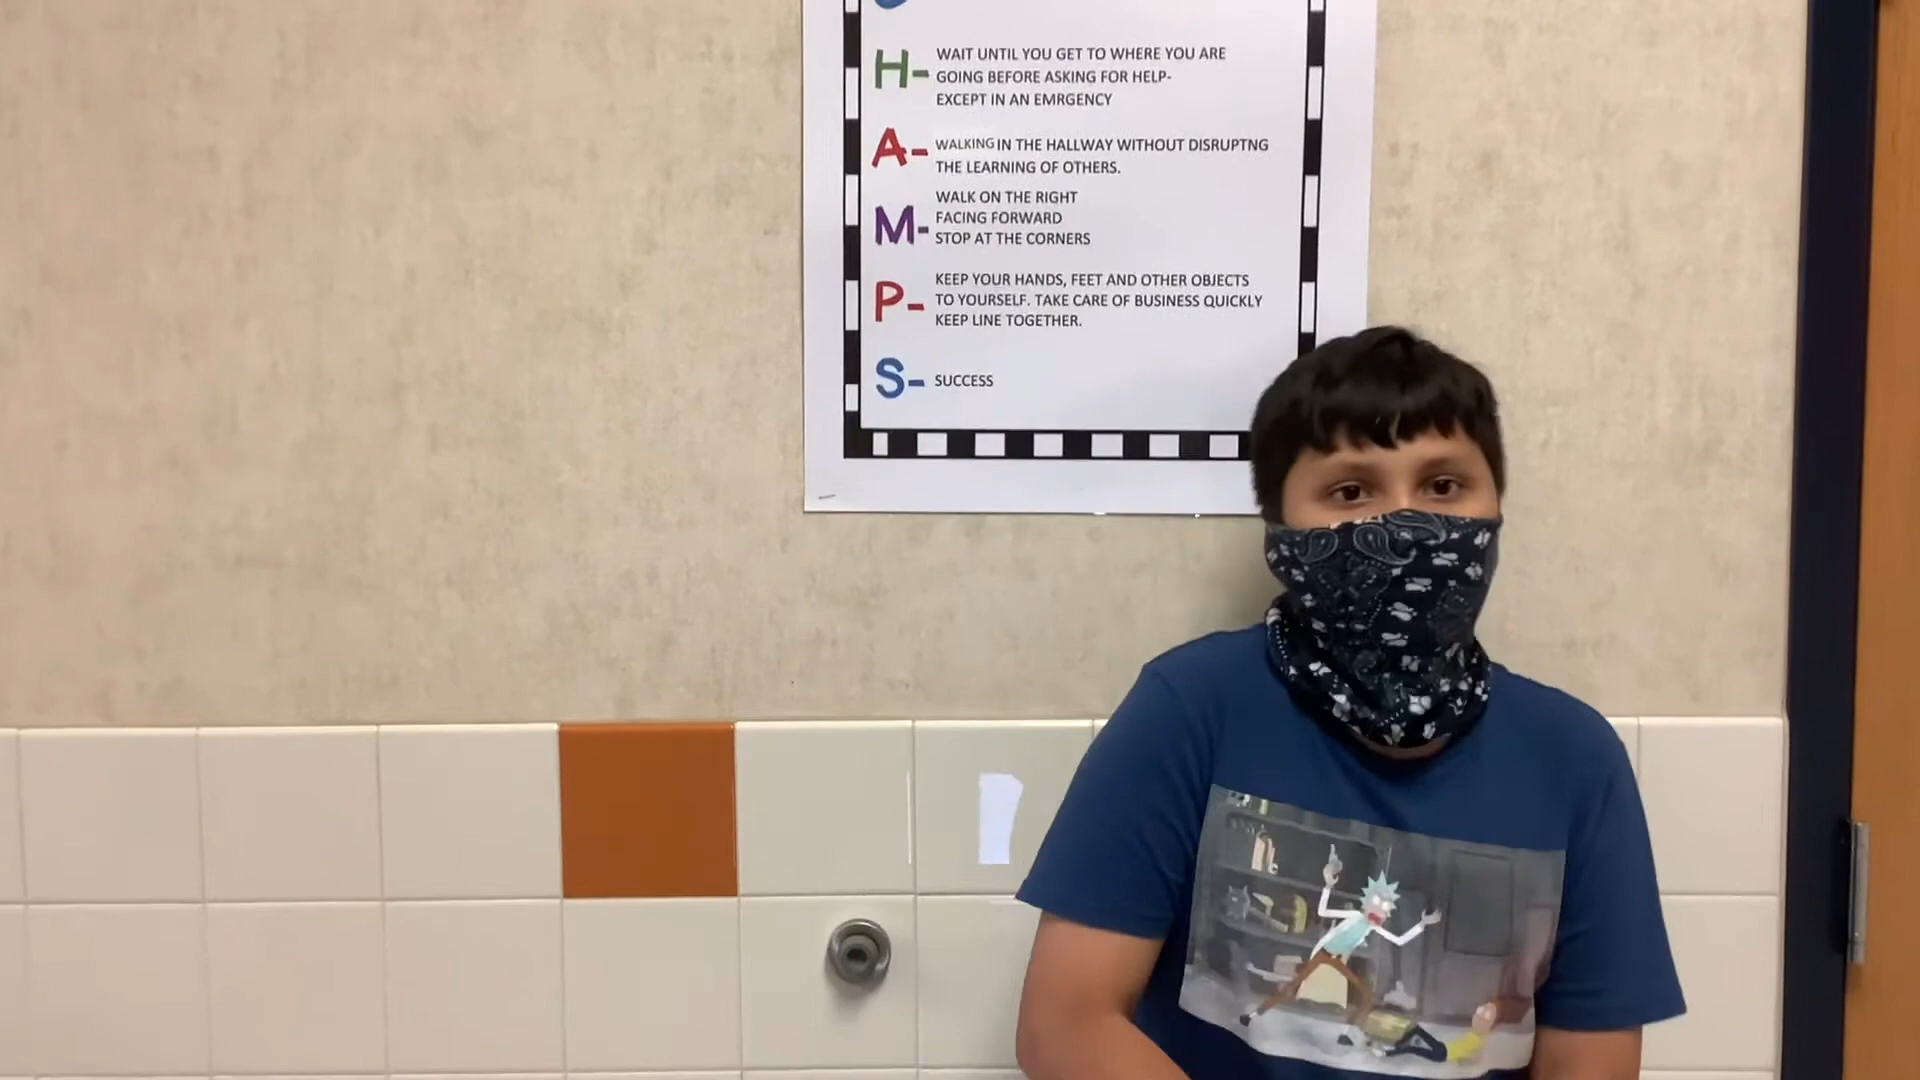 H- WAIT UNTIL YOU GET TO WHERE YOU ARE
GOING BEFORE ASKING FOR HELP-
EXCEPT IN AN EMRGENCY
A- WALKING IN THE HALLWAY WITHOUT DISRUPTNG
THE LEARNING OF OTHERS.
M- WALK ON THE RIGHT
FACING FORWARD
STOP AT THE CORNERS
P- KEEP YOUR HANDS, FEET AND OTHER OBJECTS
TO YOURSELF. TAKE CARE OF BUSINESS QUICKLY
KEEP LINE TOGETHER.
S- SUCCESS